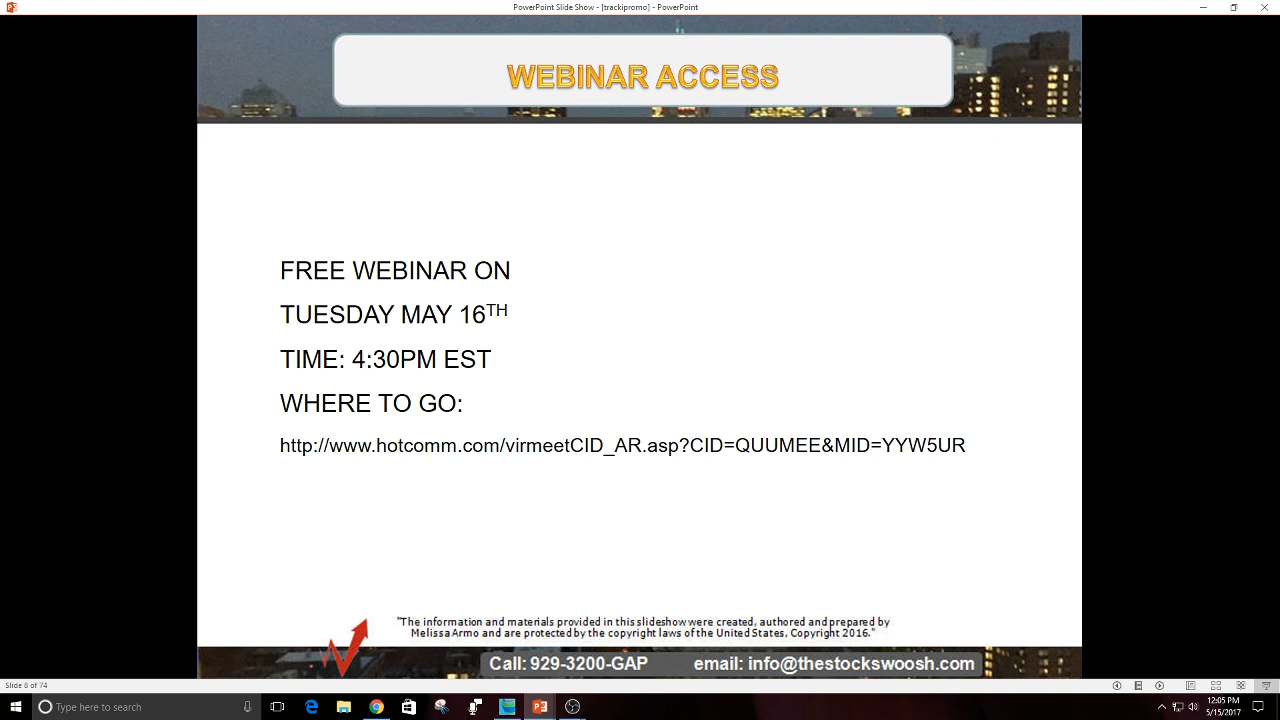 PowerPoint Slide Show - [trackipromo] - PowerPoint
WEBINAR ACCESS
FREE WEBINAR ON
TUESDAY MAY 16TH
TIME: 4:30PM EST
WHERE TO GO:
http://www.hotcomm.com/virmeetCID_AR.asp?CID=QUUMEE&MID=YYW5UR
"The information and materials provided in this slideshow were created, authored and prepared by
Melissa Armo and are protected by the copyright laws of the United States, Copyright 2016."
Call: 929-3200-GAP email: info@thestockswoosh.com
Slide 8 of 74
Type here to search
12:05 PM
5/15/2017